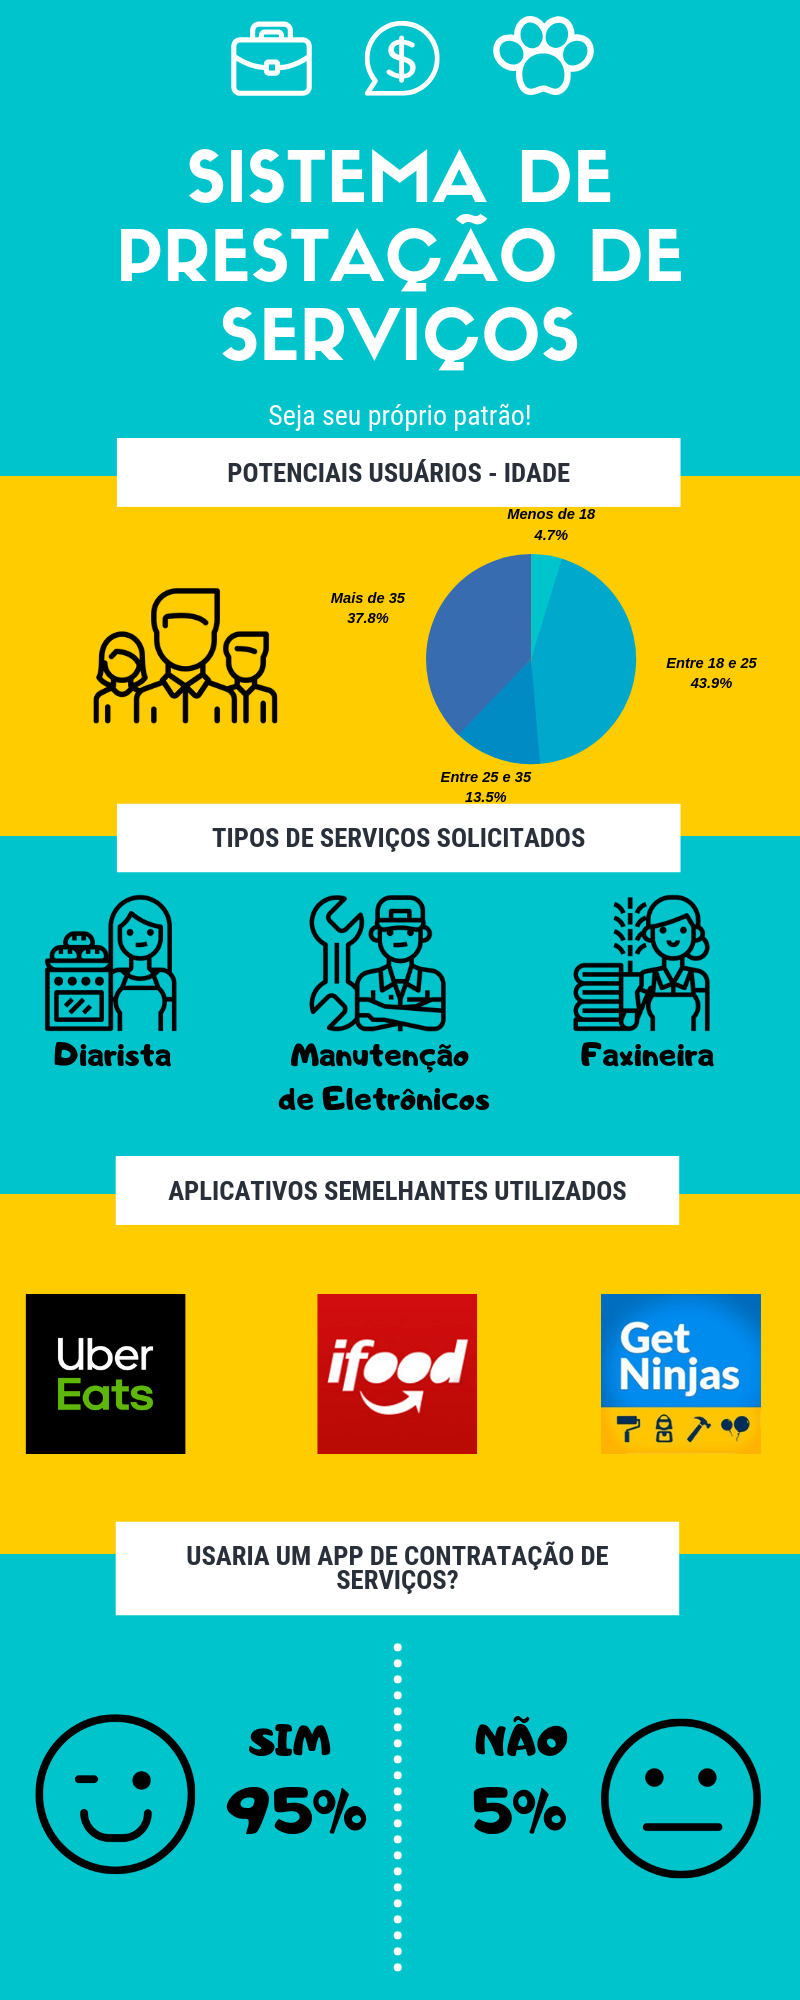 SISTEMA DE
PRESTAÇÃO DE
SERVIÇOS
Seja seu próprio patrão!
POTENCIAIS USUÁRIOS - IDADE
Menos de 18
4.7%
Mais de 35
37.8%
Entre 18 e 25
43.9%
Entre 25 e 35
13.5%
TIPOS DE SERVIÇOS SOLICITADOS
Diarista
Manutenção
de Eletrônicos
Faxineira
APLICATIVOS SEMELHANTES UTILIZADOS
Uber
Eats
ifood
Get
Ninjas
USARIA UM APP DE CONTRATAÇÃO DE
SERVIÇOS?
SIM
95%
NÃO
5%